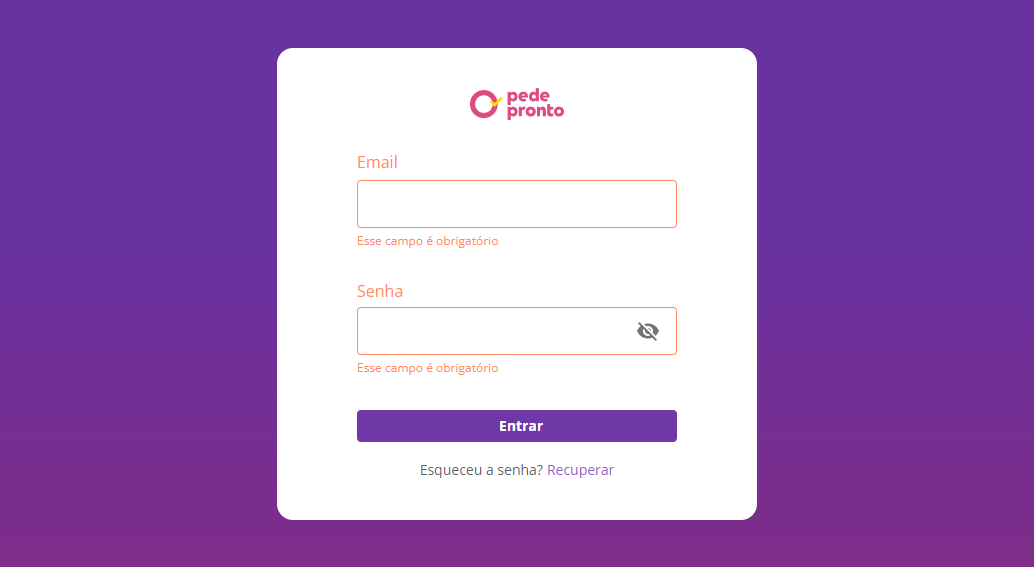 pede
pronto
Email
Esse campo é obrigatório
Senha
Esse campo é obrigatório
Entrar
Esqueceu a senha? Recuperar